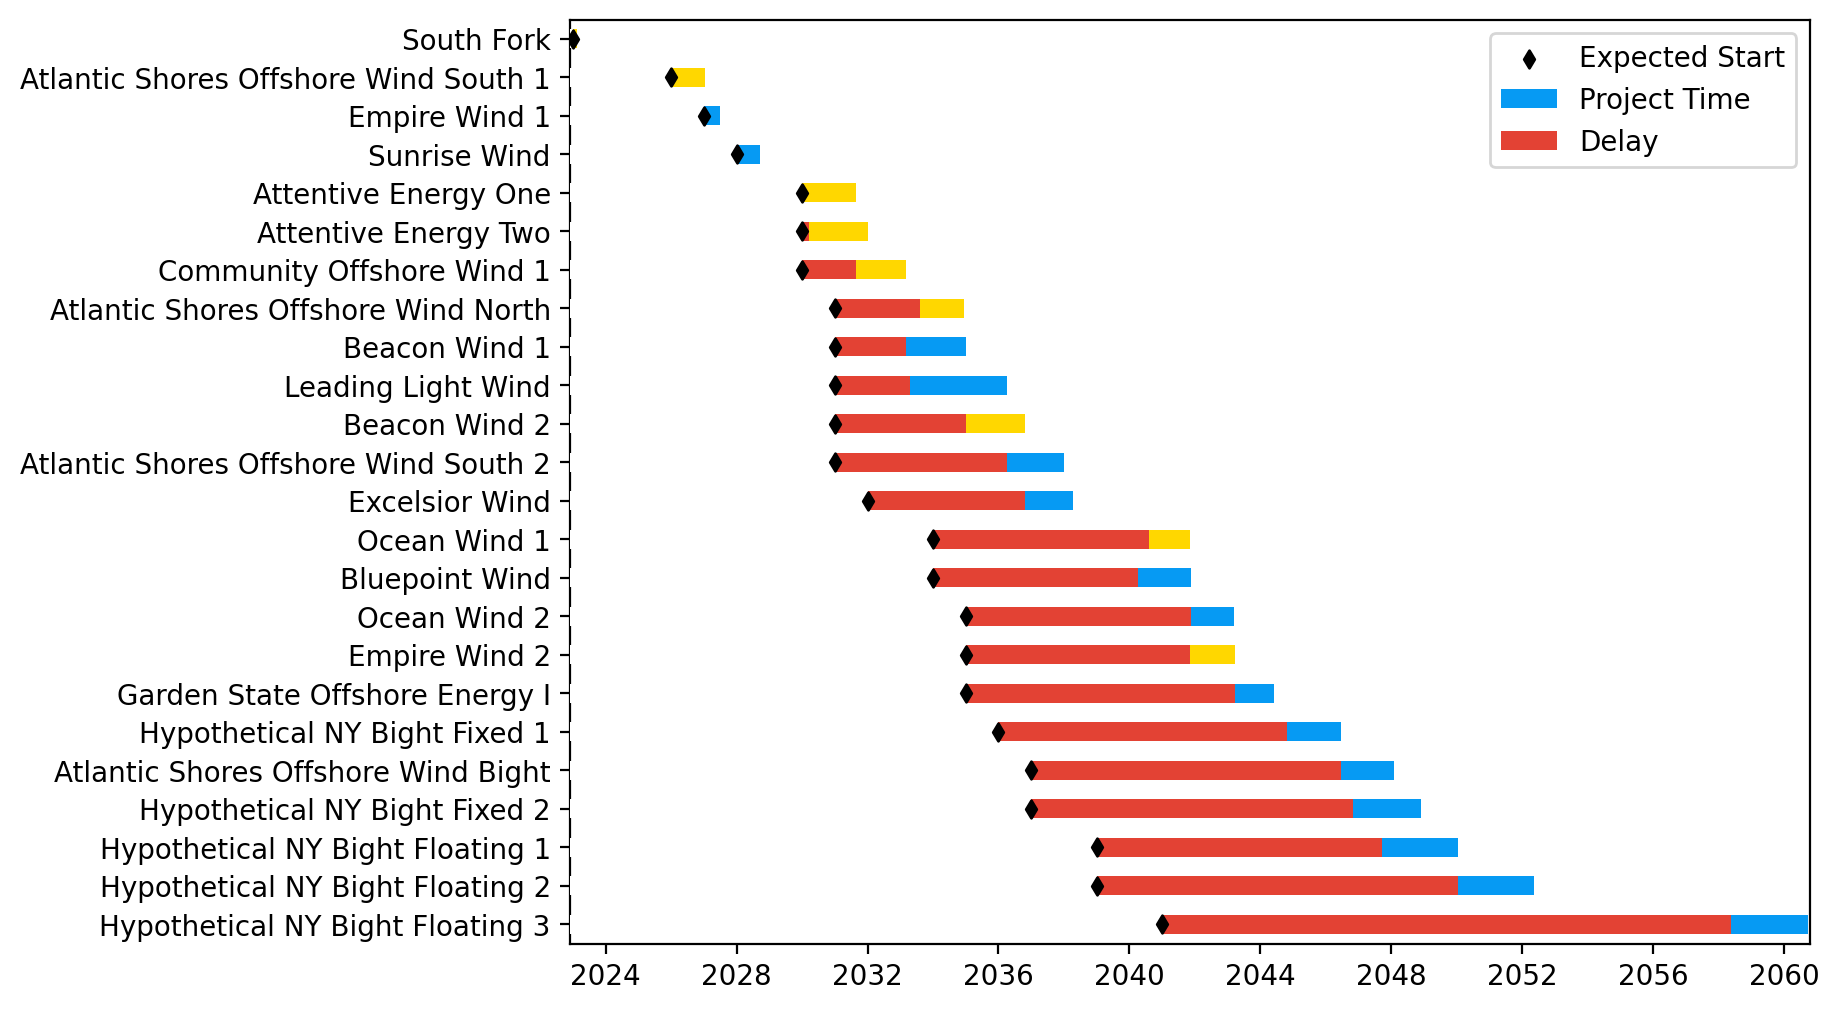 South Fork
Atlantic Shores Offshore Wind South 1
Empire Wind 1
Sunrise Wind
Attentive Energy One
Attentive Energy Two
Community Offshore Wind 1
Atlantic Shores Offshore Wind North
Beacon Wind 1
Leading Light Wind
Beacon Wind 2
Atlantic Shores Offshore Wind South 2
Excelsior Wind
Ocean Wind 1
Bluepoint Wind
Ocean Wind 2
Empire Wind 2
Garden State Offshore Energy I
Hypothetical NY Bight Fixed 1
Atlantic Shores Offshore Wind Bight
Hypothetical NY Bight Fixed 2
Hypothetical NY Bight Floating 1
Hypothetical NY Bight Floating 2
Hypothetical NY Bight Floating 3
Expected Start
Project Time
Delay
2024 2028 2032 2036 2040 2044 2048 2052 2056 2060